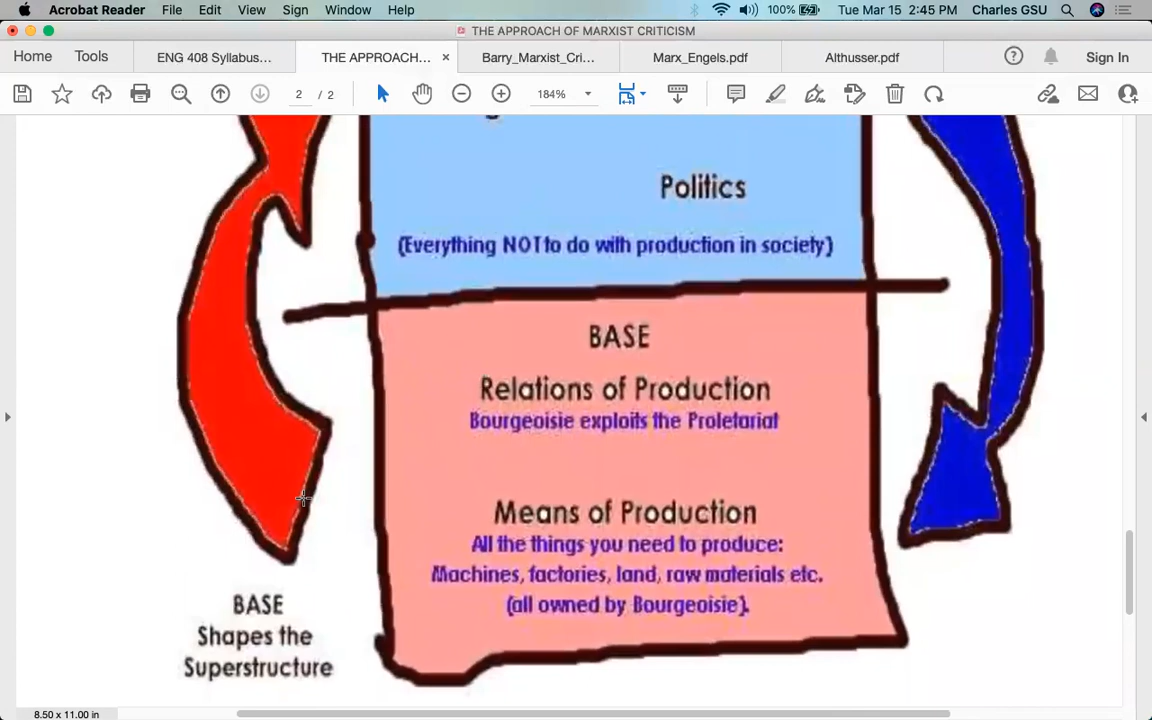 Acrobat Reader File Edit View Sign Window Help 100% Tue Mar 15 2:45 PM Charles GSU
THE APPROACH OF MARXIST CRITICISM
Home Tools ENG 408 Syllabus... THE APPROACH... × Barry_Marxist_Cri... Marx_Engels.pdf Althusser.pdf Sign In
2 / 2 184%
Politics
(Everything NOT to do with production in society)
BASE
Relations of Production
Bourgeoisie exploits the Proletariat
Means of Production
All the things you need to produce:
Machines, factories, land, raw materials etc.
(all owned by Bourgeoisie).
BASE
Shapes the
Superstructure
8.50 x 11.00 in